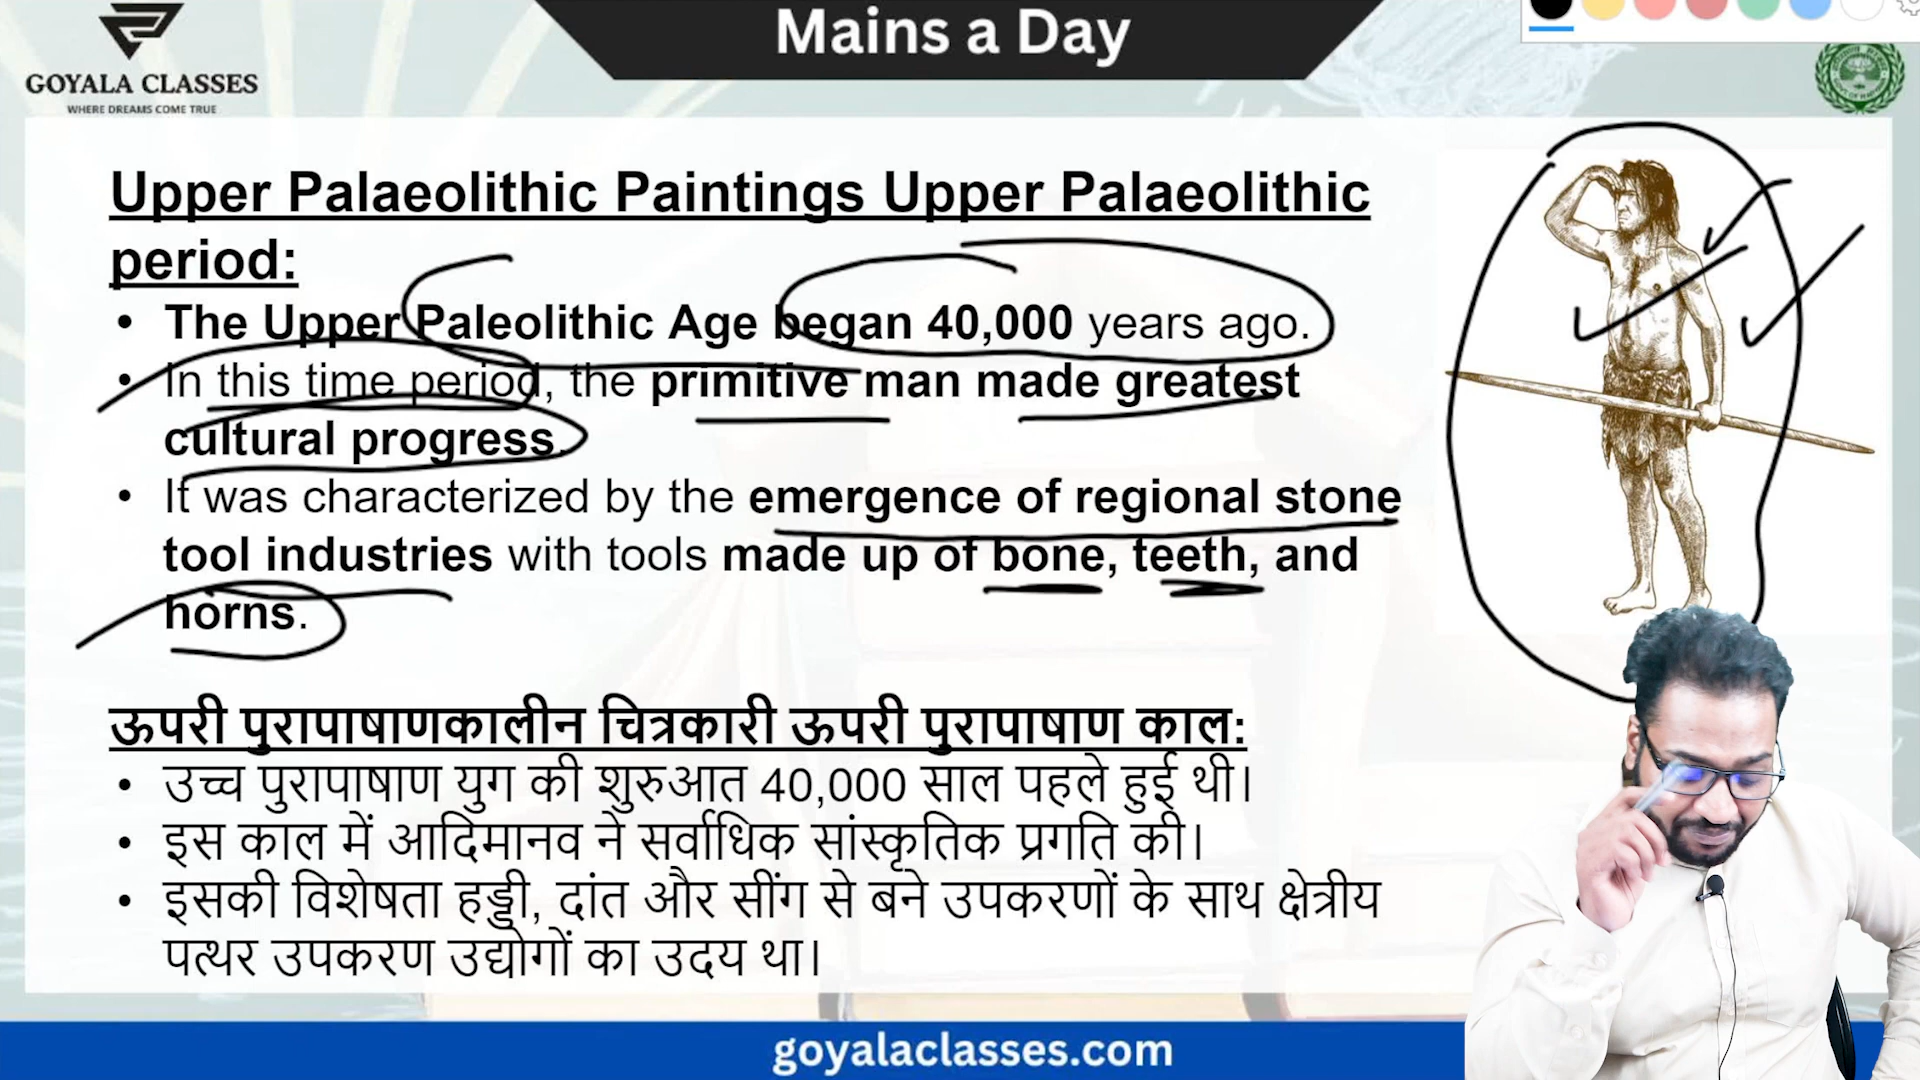 Mains a Day
GOYALA CLASSES
WHERE DREAMS COME TRUE
Upper Palaeolithic Paintings Upper Palaeolithic
period:
• The Upper Paleolithic Age began 40,000 years ago.
• In this time period, the primitive man made greatest
cultural progress.
• It was characterized by the emergence of regional stone
tool industries with tools made up of bone, teeth, and
horns.
ऊपरी पुरापाषाणकालीन चित्रकारी ऊपरी पुरापाषाण काल:
• उच्च पुरापाषाण युग की शुरुआत 40,000 साल पहले हुई थी।
• इस काल में आदिमानव ने सर्वाधिक सांस्कृतिक प्रगति की।
• इसकी विशेषता हड्डी, दांत और सींग से बने उपकरणों के साथ क्षेत्रीय
पत्थर उपकरण उद्योगों का उदय था।
goyalaclasses.com